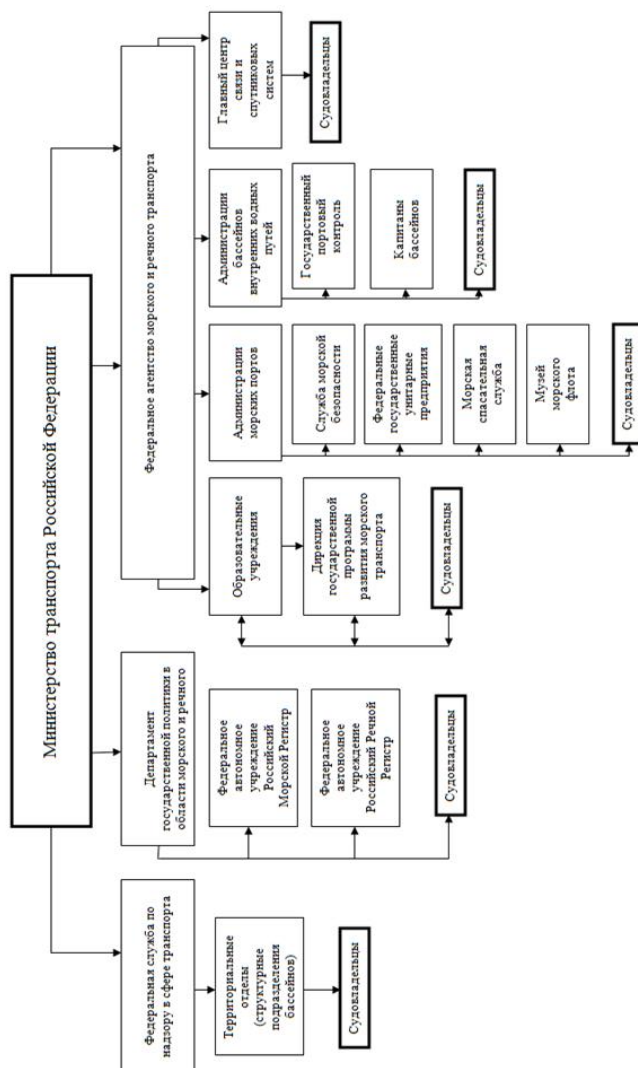 Министерство транспорта Российской Федерации
Федеральная служба по
надзору в сфере транспорта
Территориальные
отделы
(структурные
подразделения
бассейнов)
Судовладельцы
Департамент
государственной политики в
области морского и речного
Федеральное
автономное
учреждение
Российский
Морской Регистр
Федеральное
автономное
учреждение
Российский Речной
Регистр
Судовладельцы
Федеральное агентство морского и речного транспорта
Образовательные
учреждения
Дирекция
государственной
программы
развития морского
транспорта
Судовладельцы
Администрации
морских портов
Служба морской
безопасности
Федеральные
государственные
унитарные
предприятия
Морская
спасательная
служба
Музей
морского
флота
Судовладельцы
Администрации
бассейнов
внутренних водных
путей
Государственный
портовый
контроль
Капитаны
бассейнов
Судовладельцы
Главный центр
связи и
спутниковых
систем
Судовладельцы